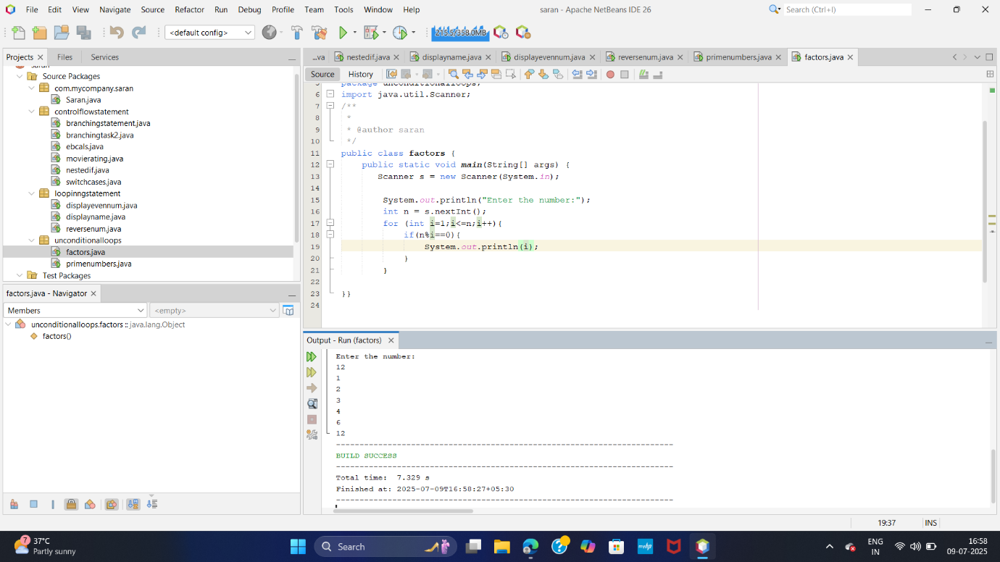 File Edit View Navigate Source Refactor Run Debug Profile Team Tools Window Help saran - Apache NetBeans IDE 26 Search (Ctrl+I)
<default config> 215.5/358.0MB
Projects Files Services
saran
Source Packages
com.mycompany.saran
Saran.java
controlflowstatement
branchingstatement.java
branchingtask2.java
ebcals.java
movierating.java
nestedif.java
switchcases.java
loopinngstatement
displayevennum.java
displayname.java
reversenum.java
unconditionalloops
factors.java
primenumbers.java
Test Packages
factors.java - Navigator
Members <empty>
unconditionalloops.factors :: java.lang.Object
factors()
...va nestedif.java displayname.java displayevennum.java reversenum.java primenumbers.java factors.java
Source History
5 package unconditionalloops;
6 import java.util.Scanner;
7 /**
8 *
9 * @author saran
10 */
11 public class factors {
12 public static void main(String[] args) {
13 Scanner s = new Scanner(System.in);
14
15 System.out.println("Enter the number:");
16 int n = s.nextInt();
17 for (int i=1;i<=n;i++){
18 if(n%i==0){
19 System.out.println(i);
20 }
21 }
22
23 }}
24
Output - Run (factors)
Enter the number:
12
1
2
3
4
6
12
------------------------------------------------------------------------
BUILD SUCCESS
------------------------------------------------------------------------
Total time: 7.329 s
Finished at: 2025-07-09T16:58:27+05:30
------------------------------------------------------------------------
19:37 INS
7 37°C
Partly sunny
Search
myhp
ENG
IN
16:58
09-07-2025